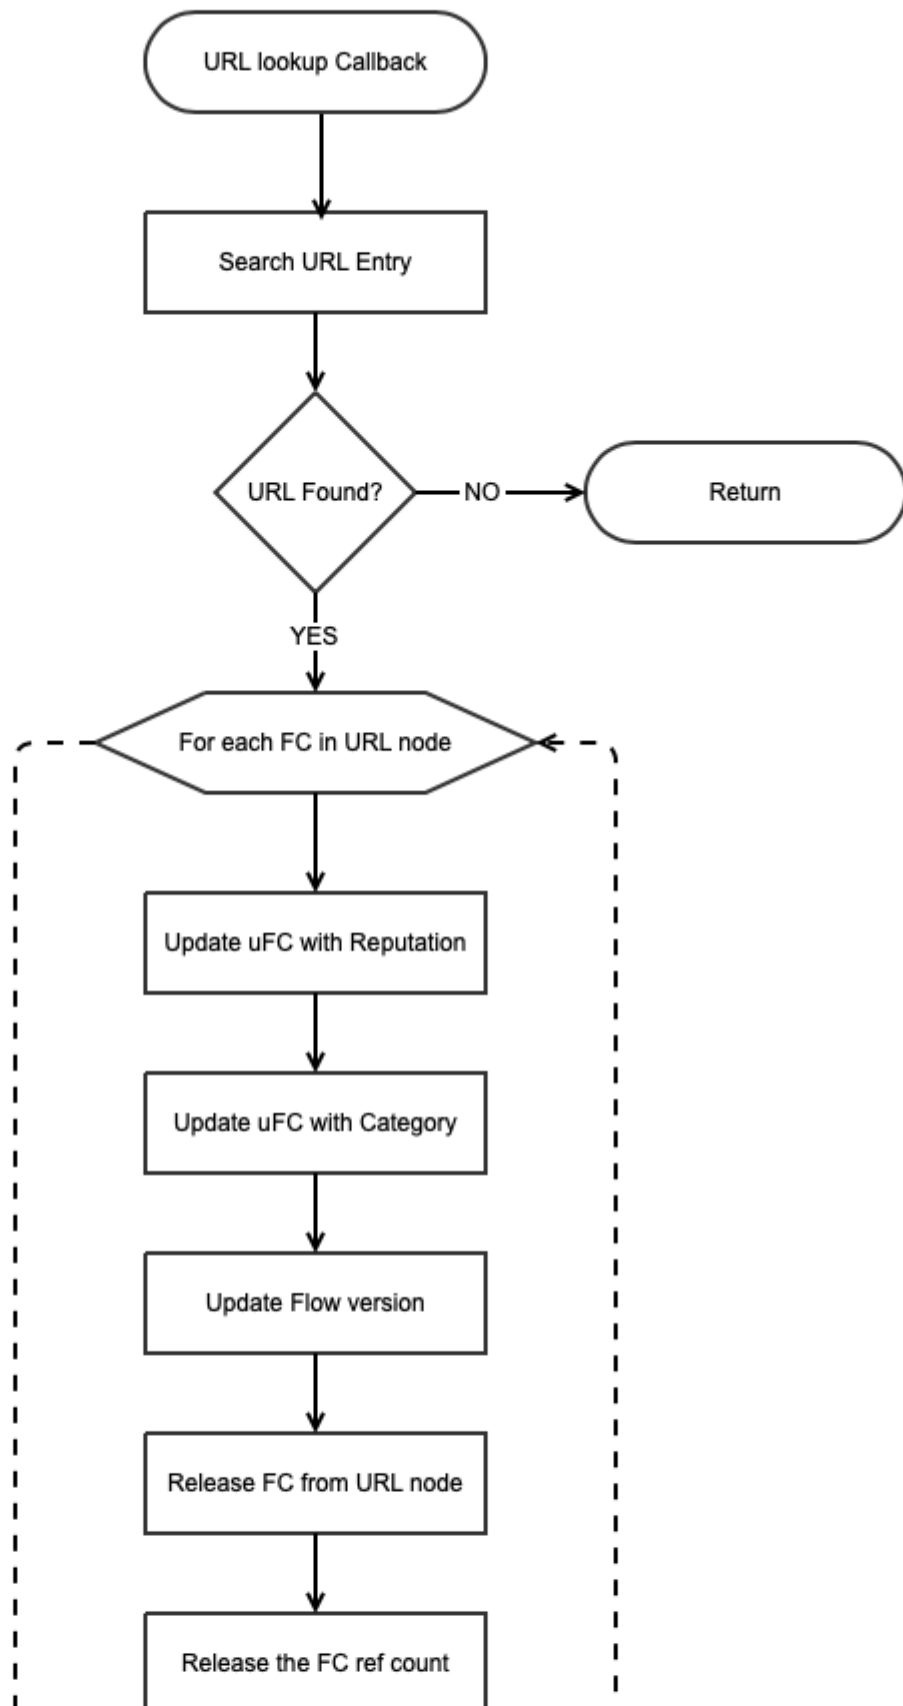 URL lookup Callback
Search URL Entry
URL Found?
NO
Return
YES
For each FC in URL node
Update uFC with Reputation
Update uFC with Category
Update Flow version
Release FC from URL node
Release the FC ref count